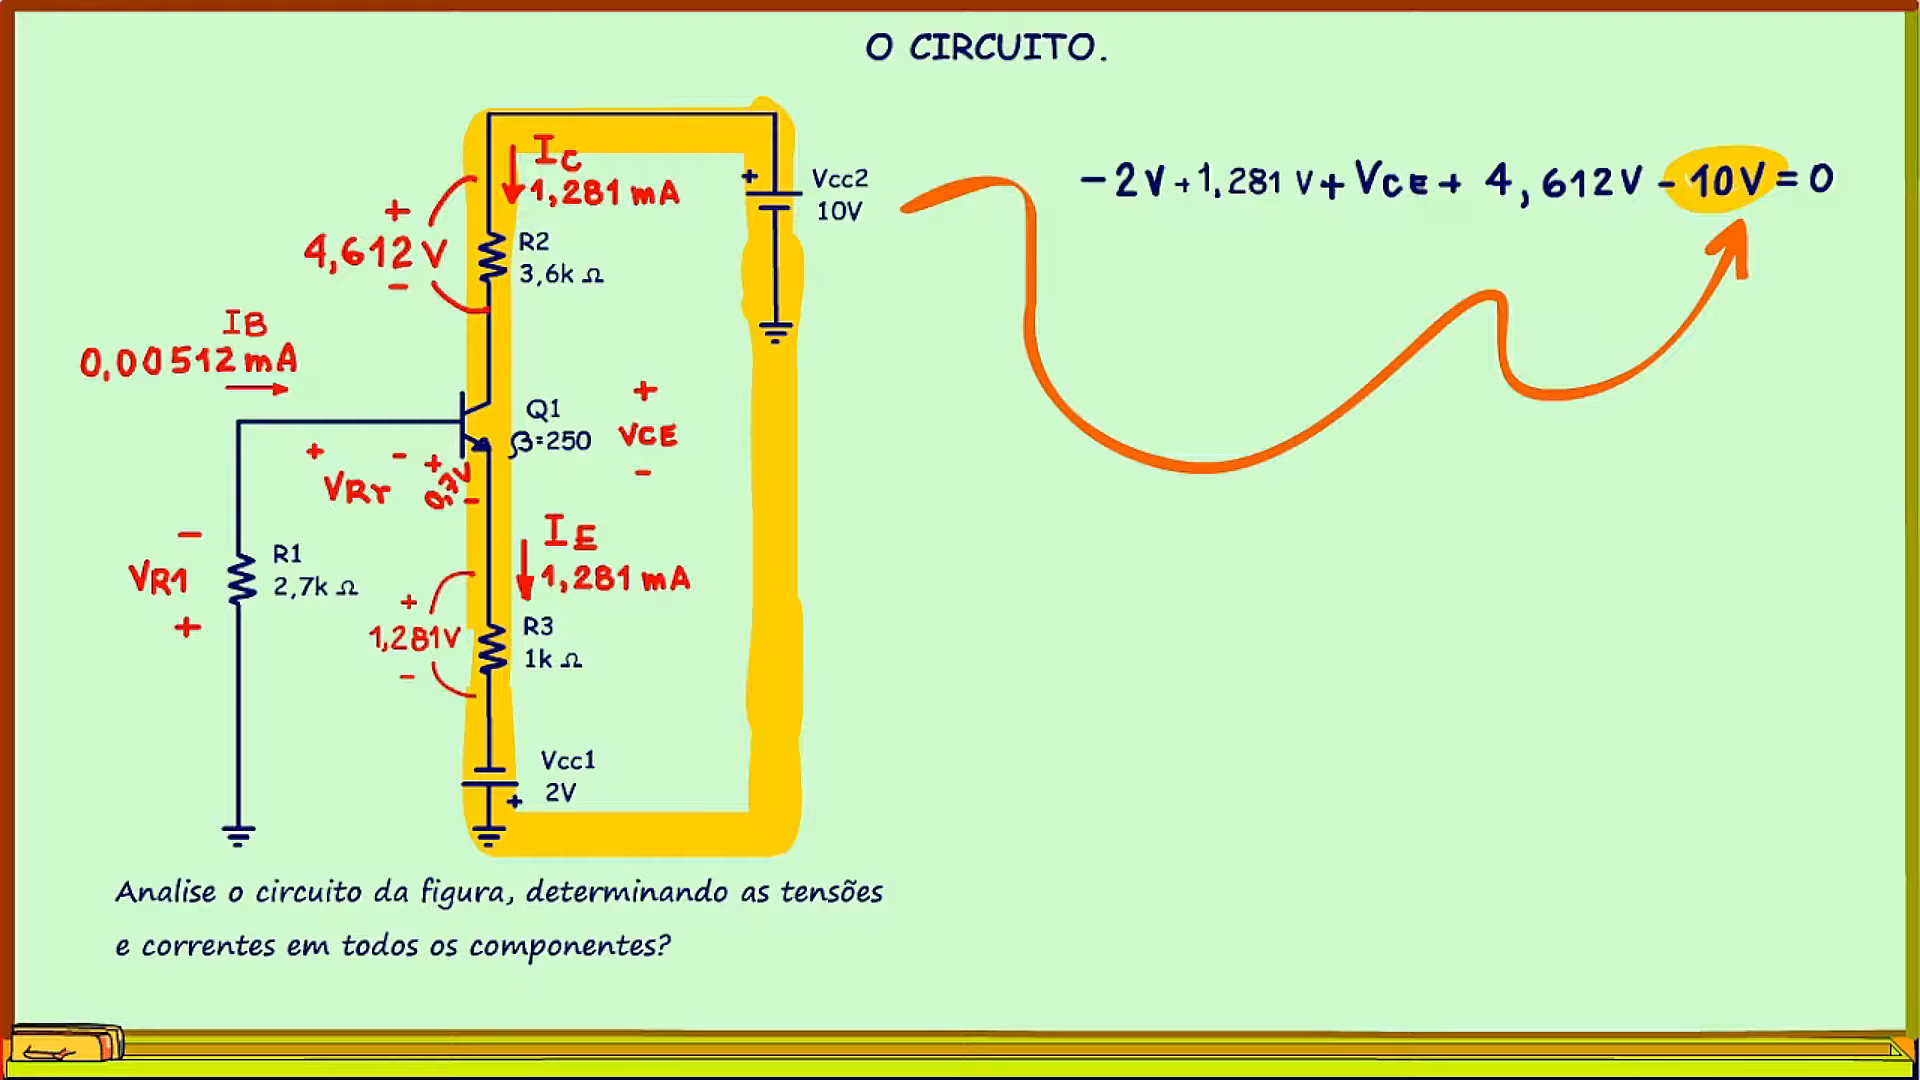 O CIRCUITO.
IC
1,281 mA
+
Vcc2
10V
-2V+1,281 V+VCE+ 4,612V-10V=0
+
4,612 V
-
R2
3,6k Ω
IB
0,00512 mA
Q1
β=250
+
VCE
-
+ VRr -
+ 0,7V -
IE
1,281 mA
-
VR1
+
R1
2,7k Ω
+
1,281V
-
R3
1k Ω
Vcc1
2V
+
Analise o circuito da figura, determinando as tensões
e correntes em todos os componentes?